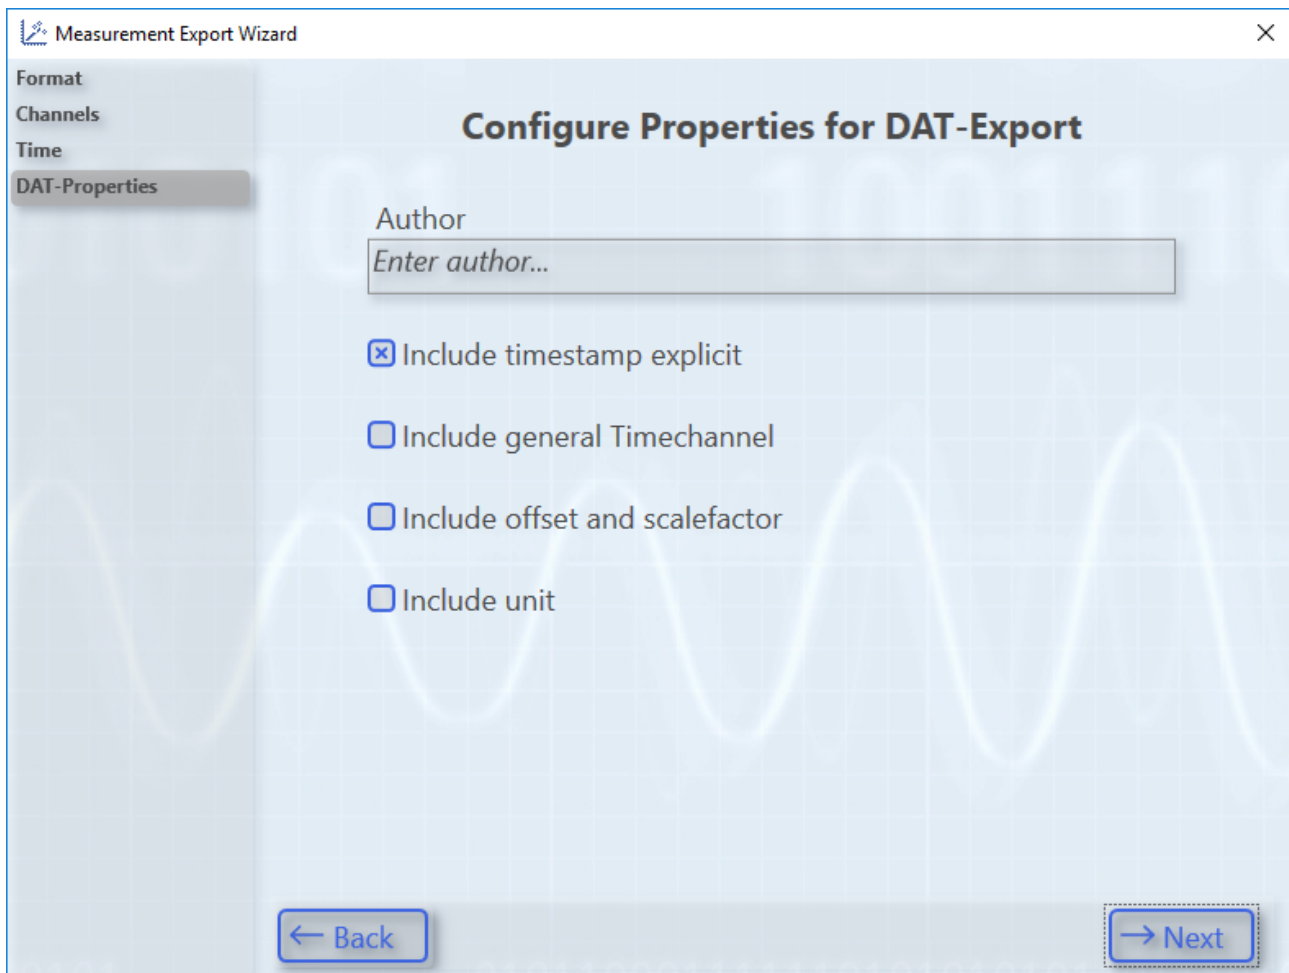 Measurement Export Wizard
Format
Channels
Time
DAT-Properties
Configure Properties for DAT-Export
Author
Enter author...
Include timestamp explicit
Include general Timechannel
Include offset and scalefactor
Include unit
← Back
→ Next